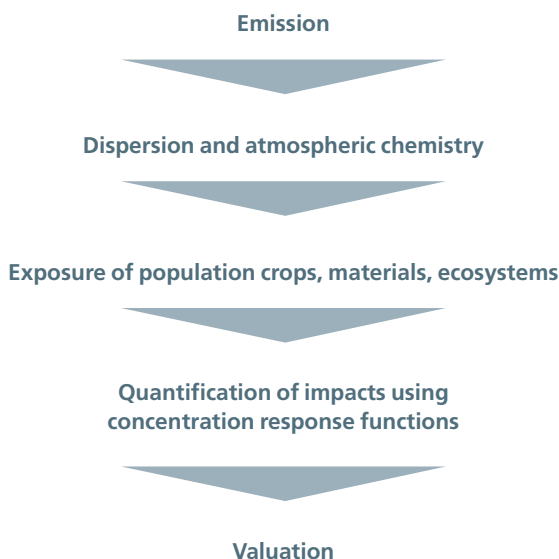 Emission
Dispersion and atmospheric chemistry
Exposure of population crops, materials, ecosystems
Quantification of impacts using
concentration response functions
Valuation